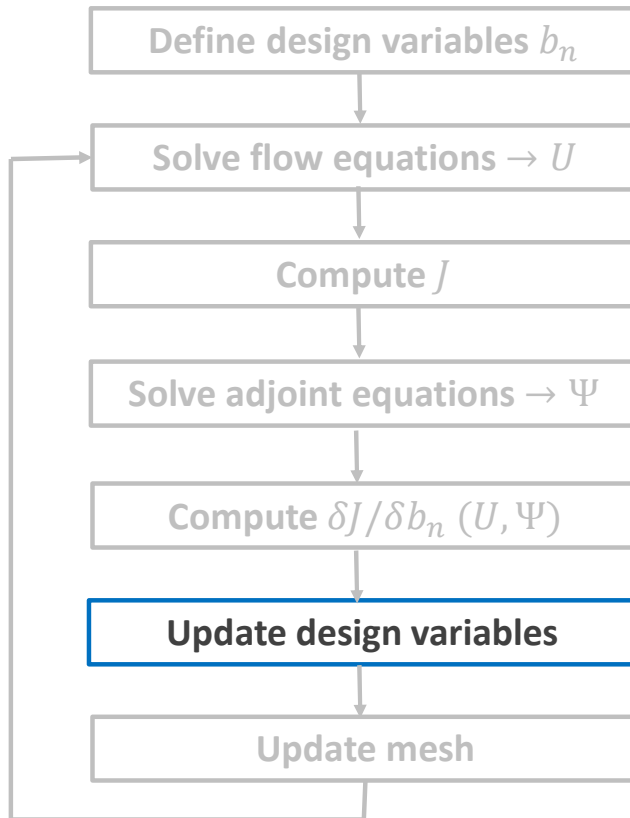 Define design variables bₙ
Solve flow equations → U
Compute J
Solve adjoint equations → Ψ
Compute δJ/δbₙ (U, Ψ)
Update design variables
Update mesh